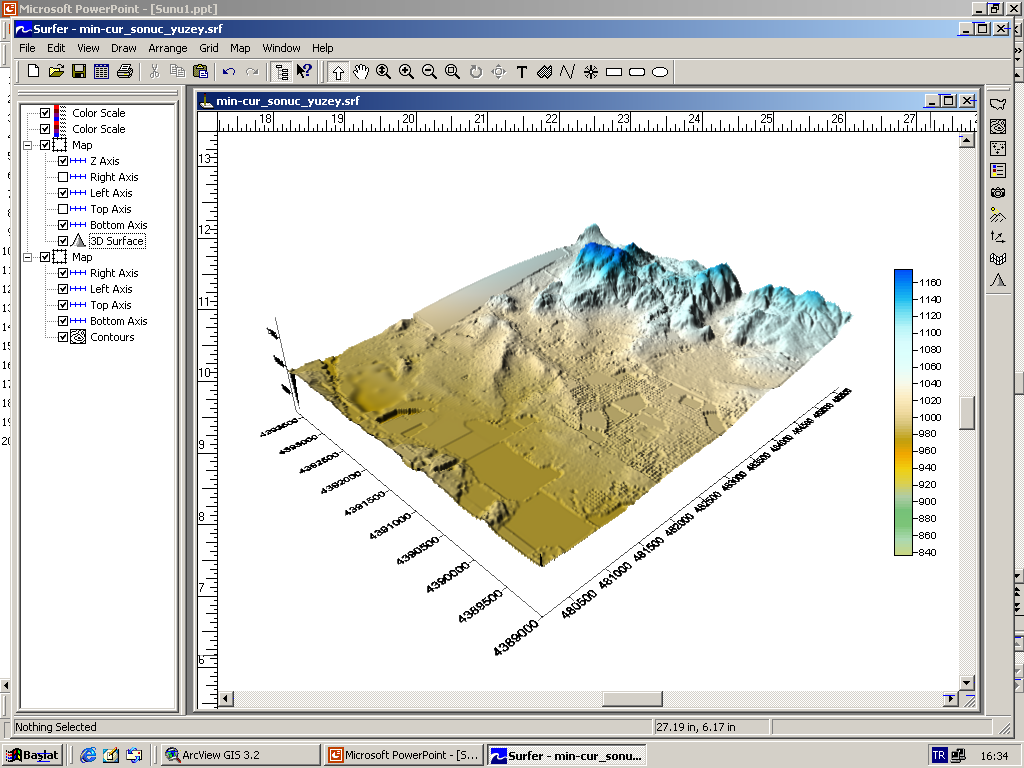 Microsoft PowerPoint - [Sunu1.ppt]
Surfer - min-cur_sonuc_yuzey.srf
File Edit View Draw Arrange Grid Map Window Help
min-cur_sonuc_yuzey.srf
Color Scale
Color Scale
Map
Z Axis
Right Axis
Left Axis
Top Axis
Bottom Axis
3D Surface
Map
Right Axis
Left Axis
Top Axis
Bottom Axis
Contours
18 19 20 21 22 23 24 25 26 27
13
12
11
10
9
8
7
6
1160
1140
1120
1100
1080
1060
1040
1020
1000
980
960
940
920
900
880
860
840
4393000
4392500
4392000
4391500
4391000
4390500
4390000
4389500
4389000
480500
481000
481500
482000
482500
483000
483500
484000
484500
Nothing Selected
27.19 in, 6.17 in
Başlat
ArcView GIS 3.2
Microsoft PowerPoint - [S...
Surfer - min-cur_sonu...
TR
16:34